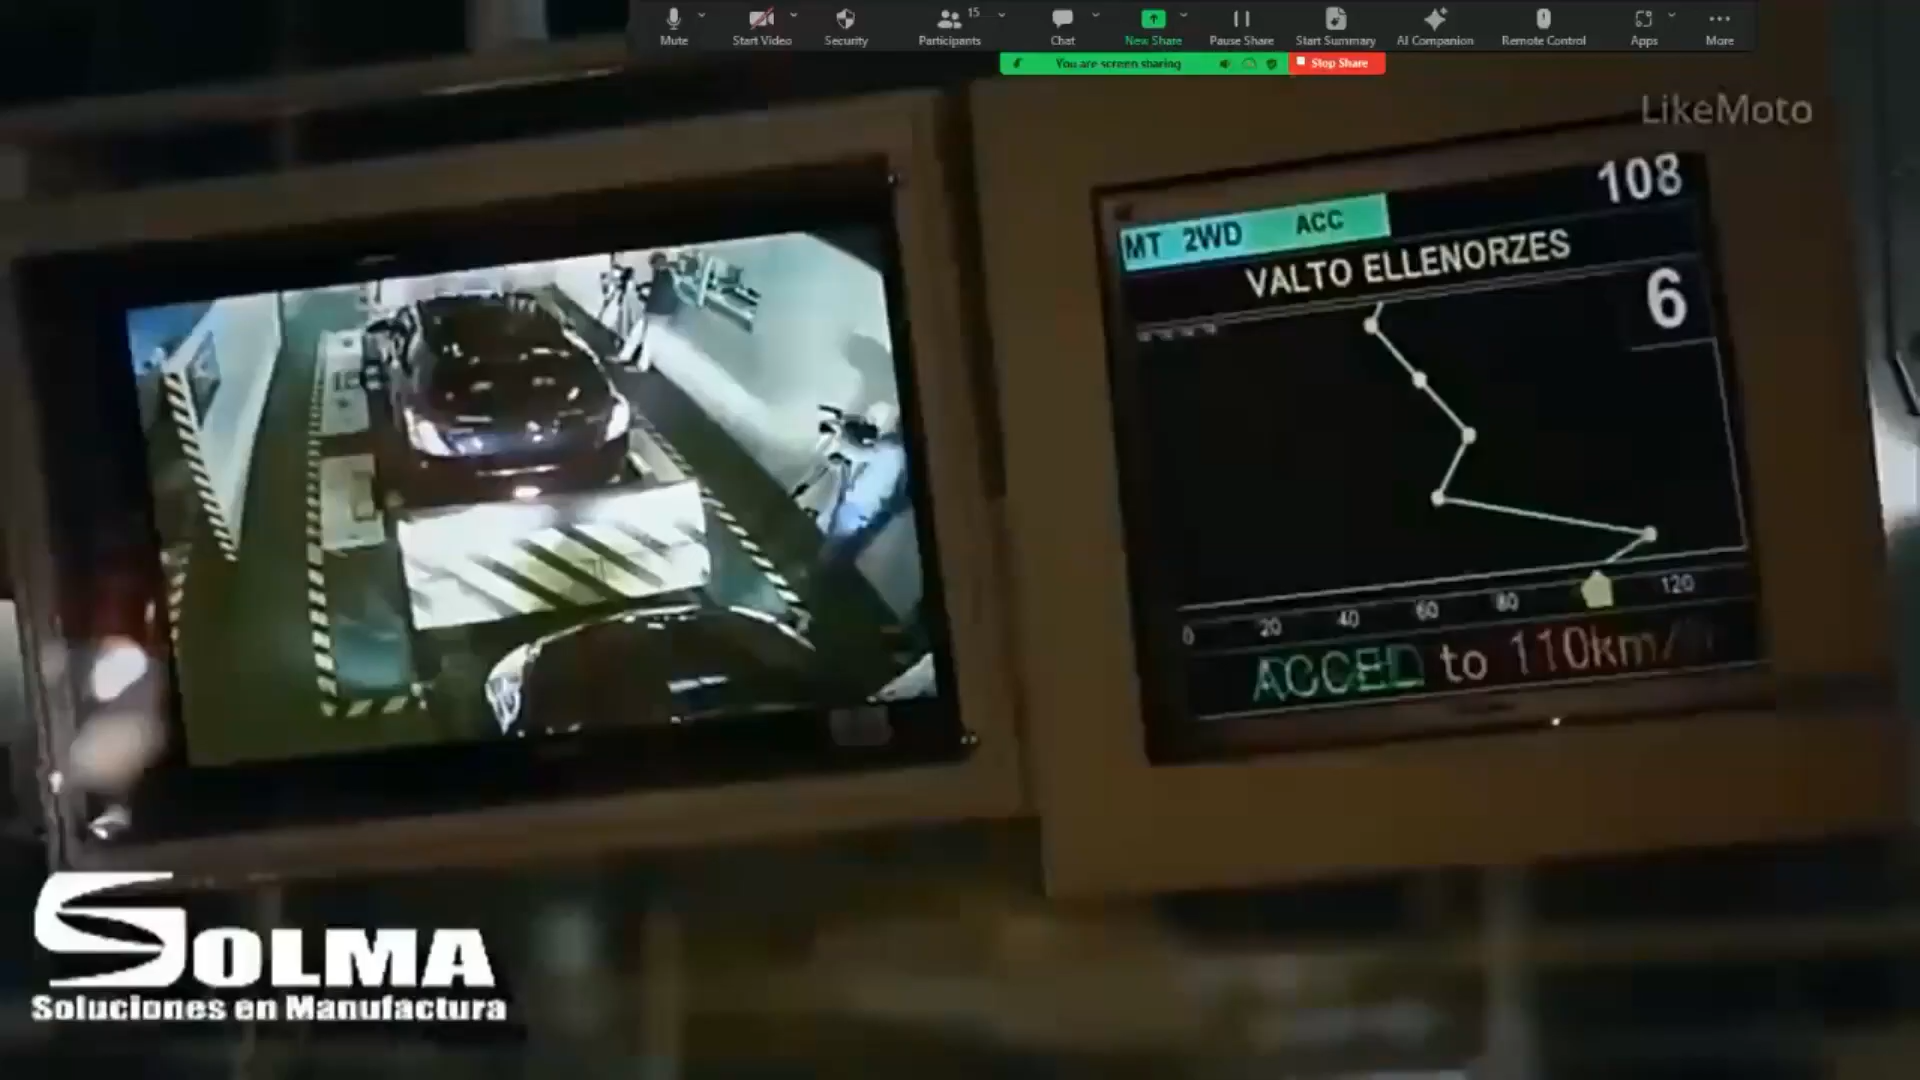 15
Mute
Start Video
Security
Participants
Chat
New Share
Pause Share
Start Summary
AI Companion
Remote Control
Apps
More
You are screen sharing
Stop Share
LikeMoto
108
MT 2WD ACC
VALTO ELLENORZES
6
0 20 40 60 80 120
ACCEL to 110km/
SOLMA
Soluciones en Manufactura